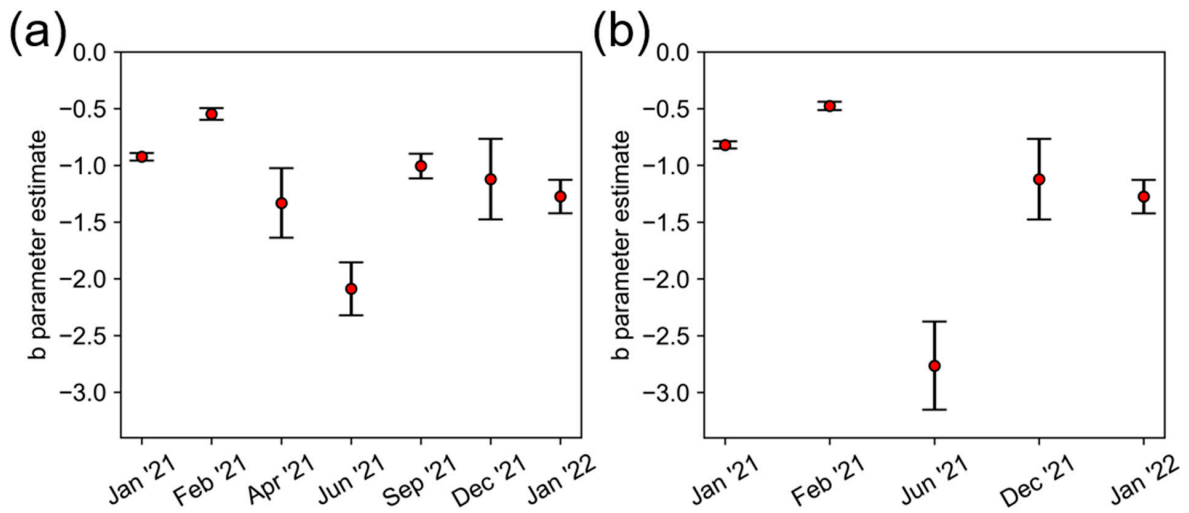 (a)
0.0
−0.5
−1.0
−1.5
−2.0
−2.5
−3.0
b parameter estimate
Jan '21 Feb '21 Apr '21 Jun '21 Sep '21 Dec '21 Jan '22
(b)
0.0
−0.5
−1.0
−1.5
−2.0
−2.5
−3.0
b parameter estimate
Jan '21 Feb '21 Jun '21 Dec '21 Jan '22